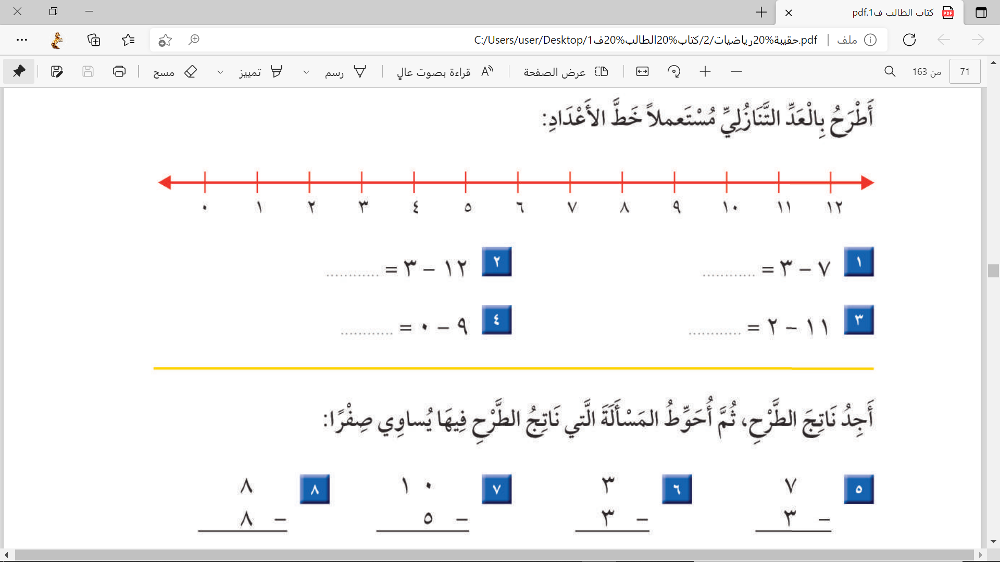 كتاب الطالب ف1.pdf
ملف
C:/Users/user/Desktop/حقيبة%20رياضيات/2/كتاب%20الطالب%20ف1.pdf
71 من 163
عرض الصفحة
قراءة بصوت عالٍ
رسم
تمييز
مسح
أَطْرَحُ بِالْعَدِّ التَّنَازُلِيِّ مُسْتَعملاً خَطَّ الأَعْدَادِ:
٠ ١ ٢ ٣ ٤ ٥ ٦ ٧ ٨ ٩ ١٠ ١١ ١٢
١ ٧ – ٣ = ............
٢ ١٢ – ٣ = ............
٣ ١١ – ٢ = ............
٤ ٩ – ٠ = ............
أَجِدُ نَاتِجَ الطَّرْحِ، ثُمَّ أُحَوِّطُ المَسْأَلَةَ الَّتي نَاتِجُ الطَّرْحِ فِيهَا يُساوِي صِفْرًا:
٥ ٧ ٦ ٣ ٧ ١٠ ٨ ٨
– ٣ – ٣ – ٥ – ٨